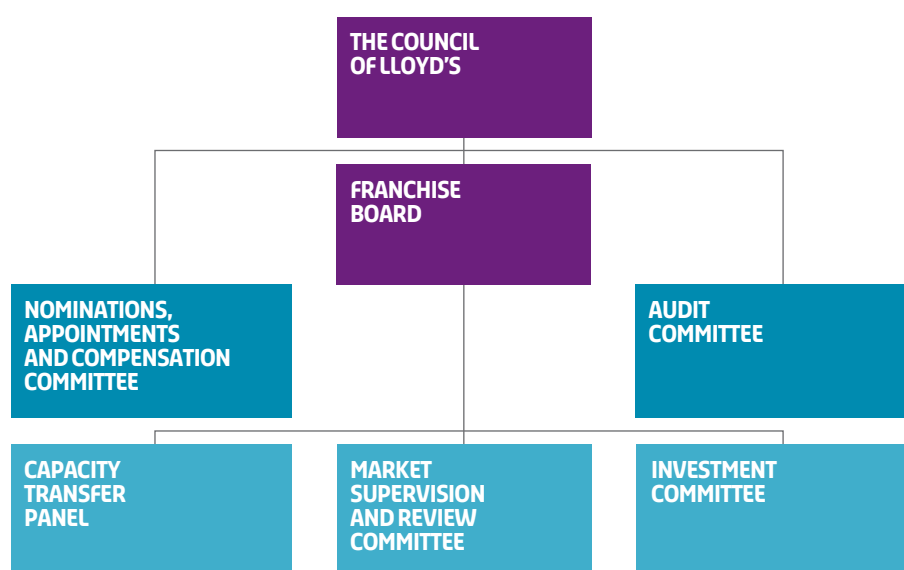 THE COUNCIL
OF LLOYD'S
FRANCHISE
BOARD
NOMINATIONS,
APPOINTMENTS
AND COMPENSATION
COMMITTEE
AUDIT
COMMITTEE
CAPACITY
TRANSFER
PANEL
MARKET
SUPERVISION
AND REVIEW
COMMITTEE
INVESTMENT
COMMITTEE